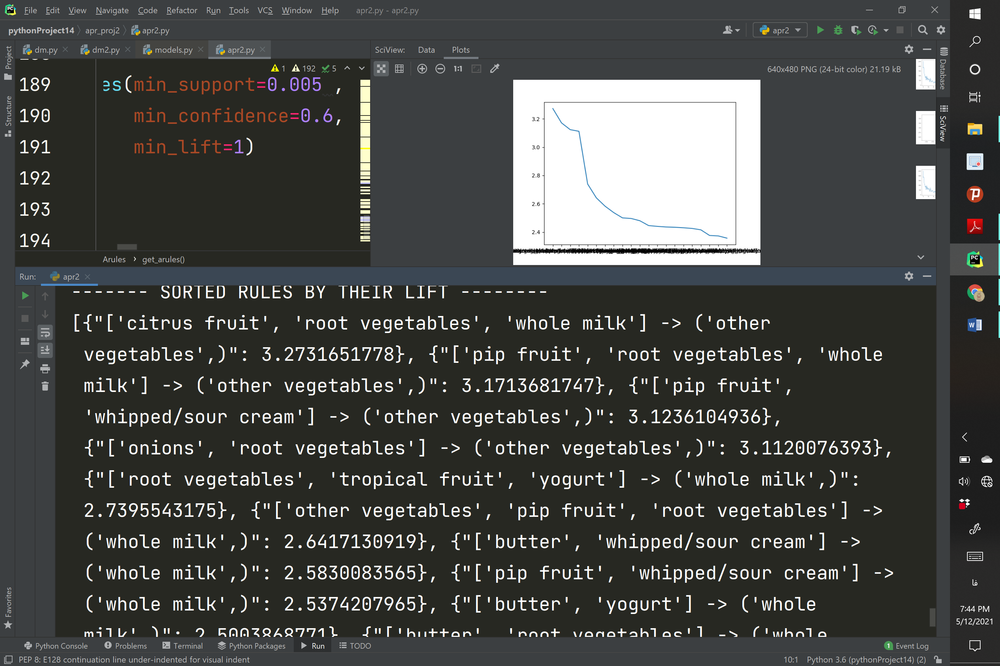 File Edit View Navigate Code Refactor Run Tools VCS Window Help apr2.py - apr2.py
pythonProject14 apr_proj2 apr2.py
apr2
Project
Structure
Favorites
dm.py dm2.py models.py apr2.py
1 192 5
189 es(min_support=0.005 ,
190 min_confidence=0.6,
191 min_lift=1)
192
193
194
Arules › get_arules()
SciView: Data Plots
1:1
640x480 PNG (24-bit color) 21.19 kB
3.2
3.0
2.8
2.6
2.4
Database
SciView
Run: apr2
------- SORTED RULES BY THEIR LIFT --------
[{"['citrus fruit', 'root vegetables', 'whole milk'] -> ('other
vegetables',)": 3.2731651778}, {"['pip fruit', 'root vegetables', 'whole
milk'] -> ('other vegetables',)": 3.1713681747}, {"['pip fruit',
'whipped/sour cream'] -> ('other vegetables',)": 3.1236104936},
{"['onions', 'root vegetables'] -> ('other vegetables',)": 3.1120076393},
{"['root vegetables', 'tropical fruit', 'yogurt'] -> ('whole milk',)":
2.7395543175}, {"['other vegetables', 'pip fruit', 'root vegetables'] ->
('whole milk',)": 2.6417130919}, {"['butter', 'whipped/sour cream'] ->
('whole milk',)": 2.5830083565}, {"['pip fruit', 'whipped/sour cream'] ->
('whole milk',)": 2.5374207965}, {"['butter', 'yogurt'] -> ('whole
milk',)": 2.5003868771}, {"['butter', 'root vegetables'] -> ('whole
Python Console Problems Terminal Python Packages Run TODO
1 Event Log
PEP 8: E128 continuation line under-indented for visual indent
10:1 Python 3.6 (pythonProject14) (2)
PC
W
فا
7:44 PM
5/12/2021